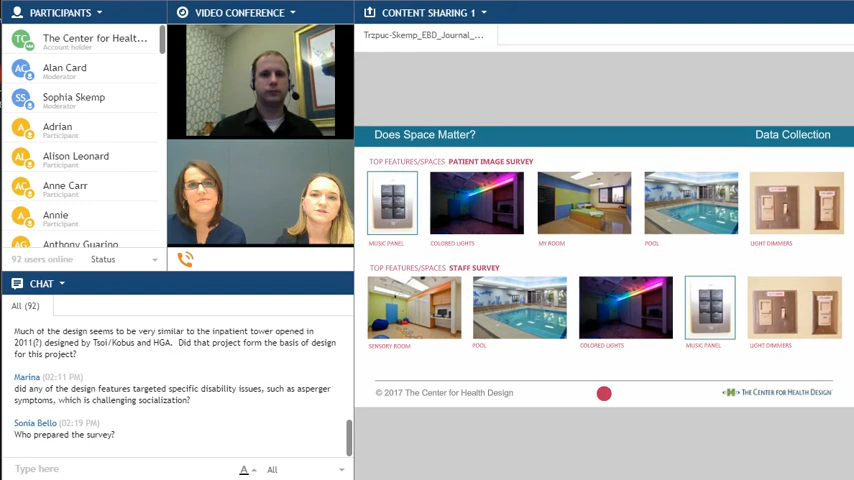 PARTICIPANTS
TC
The Center for Healt...
Account holder
AC
Alan Card
Moderator
SS
Sophia Skemp
Moderator
A
Adrian
Participant
AL
Alison Leonard
Participant
AC
Anne Carr
Participant
A
Annie
Participant
AG
Anthony Guarino
92 users online
Status
VIDEO CONFERENCE
CHAT
All (92)
Much of the design seems to be very similar to the inpatient tower opened in
2011(?) designed by Tsoi/Kobus and HGA. Did that project form the basis of design
for this project?
Marina (02:11 PM)
did any of the design features targeted specific disability issues, such as asperger
symptoms, which is challenging socialization?
Sonia Bello (02:19 PM)
Who prepared the survey?
Type here
A
All
CONTENT SHARING 1
Trzpuc-Skemp_EBD_Journal_...
Does Space Matter?
Data Collection
TOP FEATURES/SPACES PATIENT IMAGE SURVEY
MUSIC PANEL
COLORED LIGHTS
MY ROOM
POOL
LIGHT DIMMERS
TOP FEATURES/SPACES STAFF SURVEY
SENSORY ROOM
POOL
COLORED LIGHTS
MUSIC PANEL
LIGHT DIMMERS
© 2017 The Center for Health Design
THE CENTER FOR HEALTH DESIGN